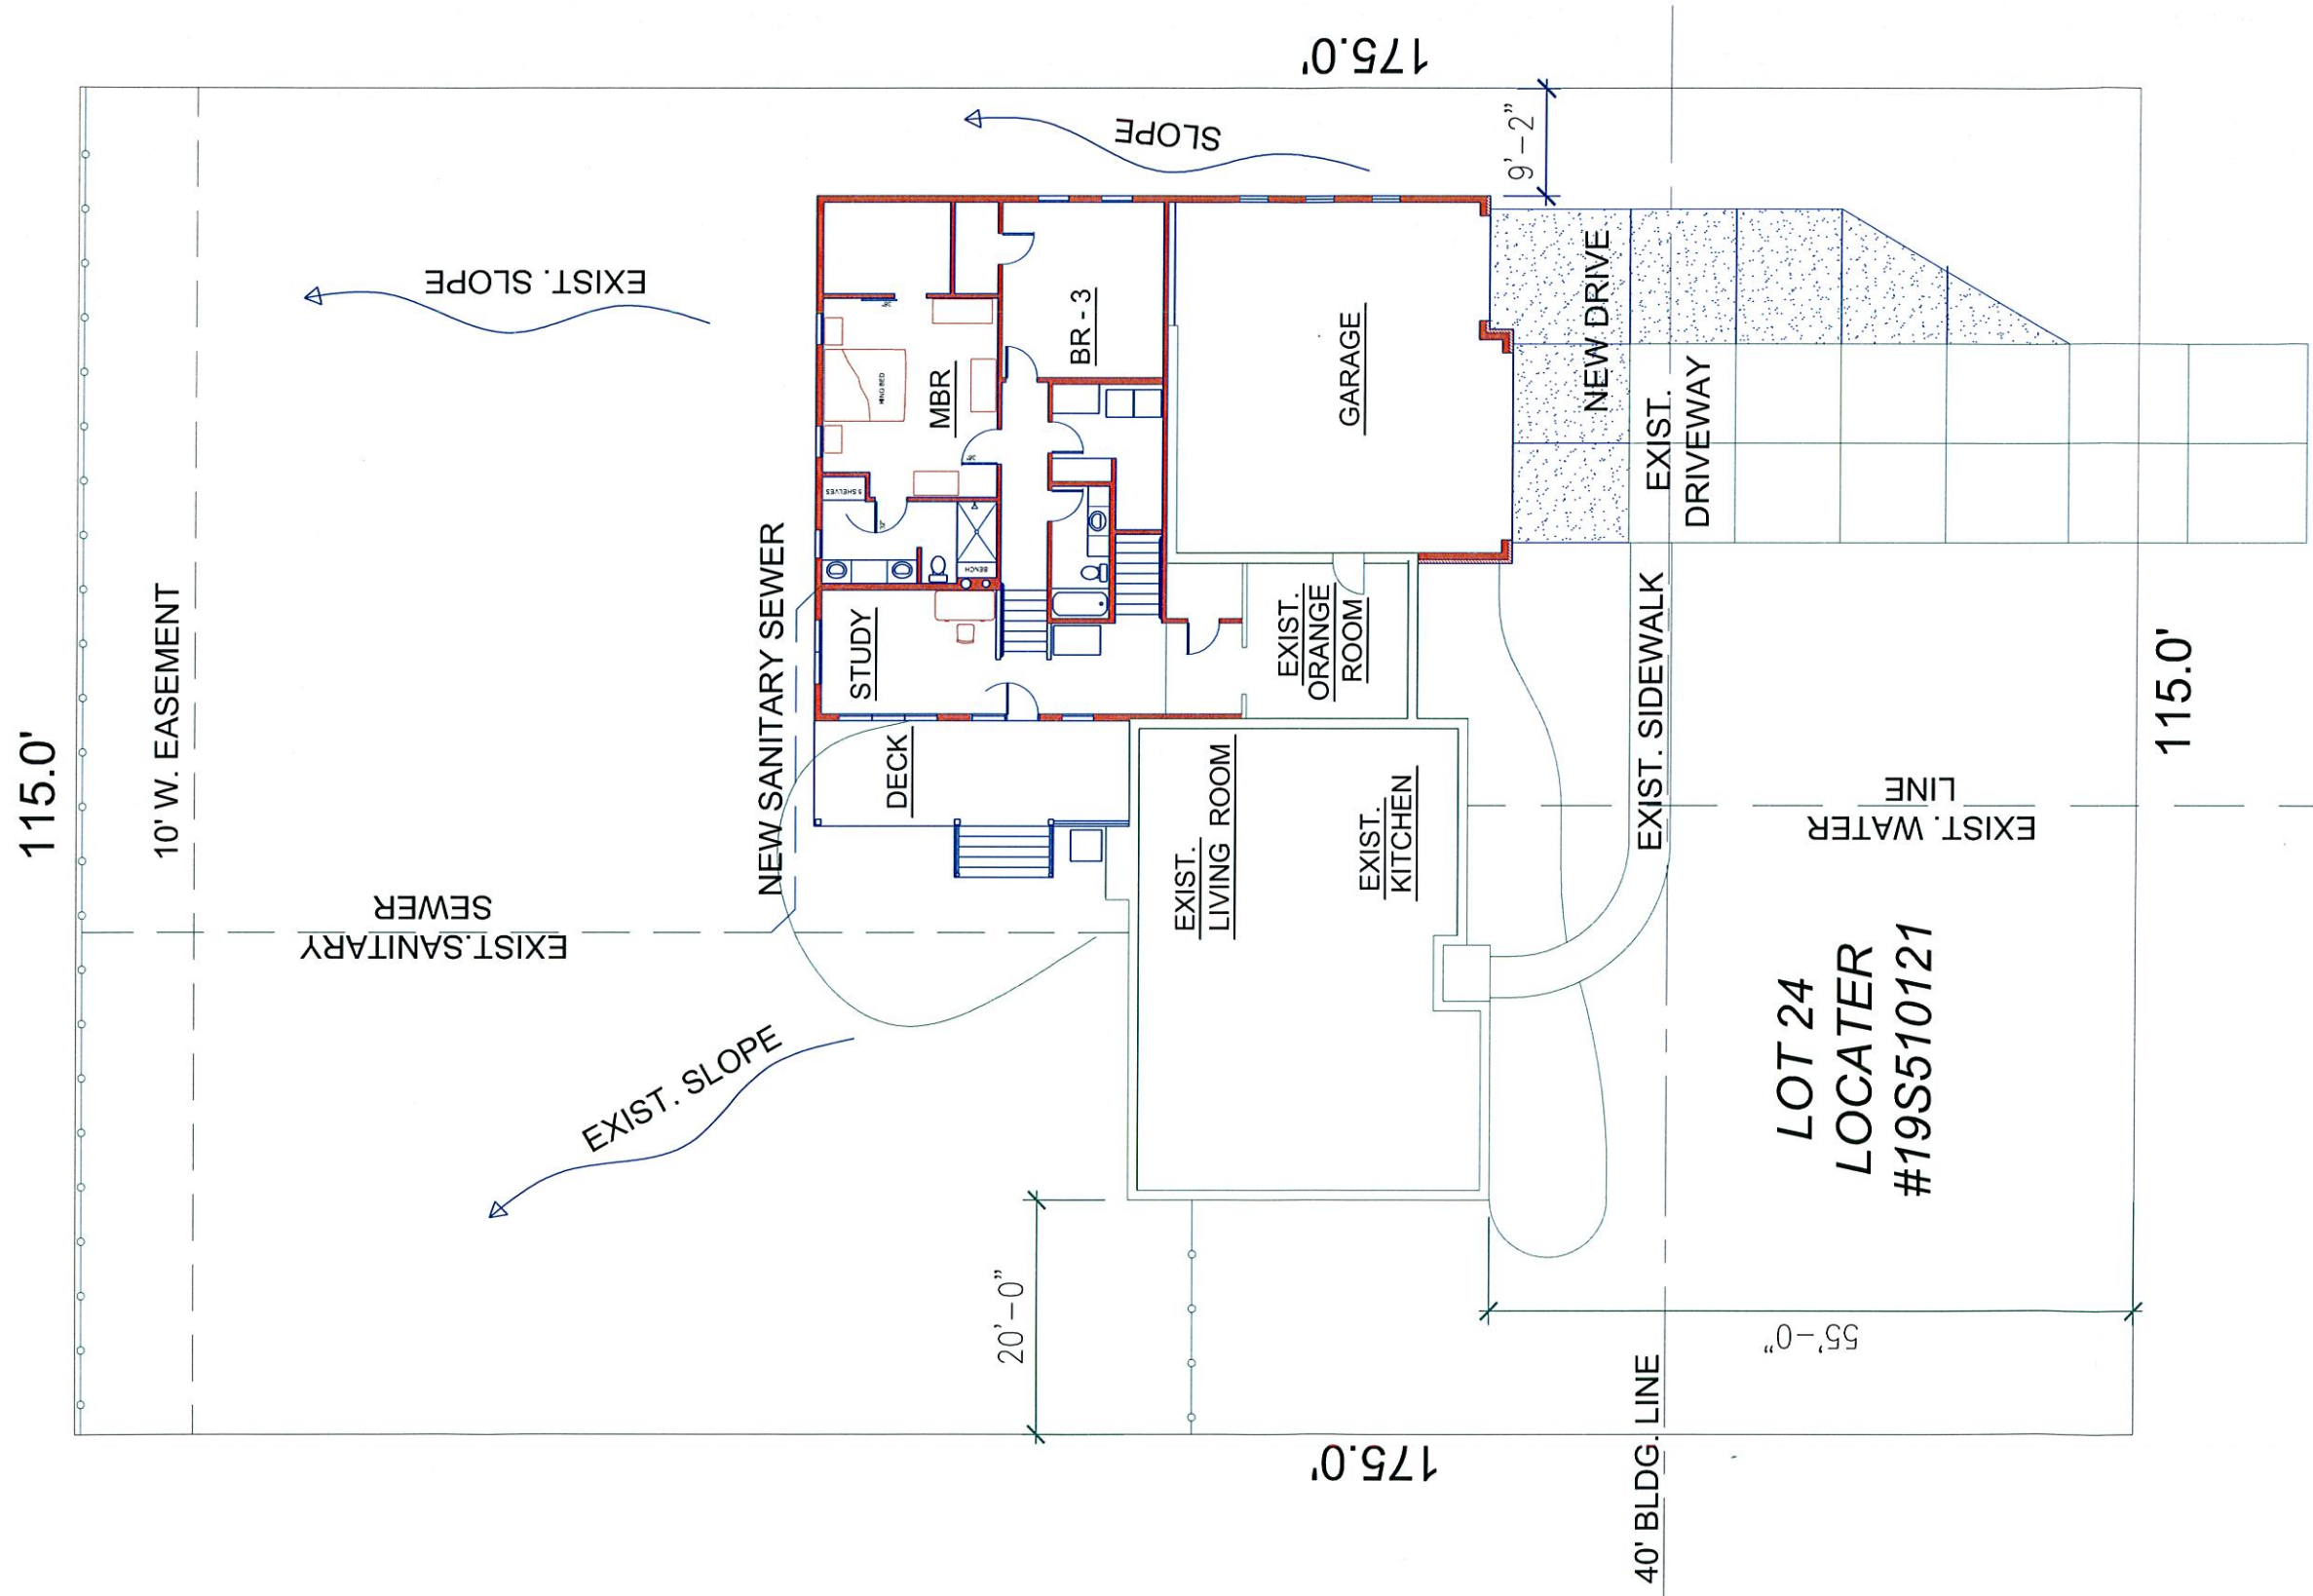 115.0'
10' W. EASEMENT
EXIST.SANITARY
SEWER
EXIST. SLOPE
EXIST. SLOPE
SLOPE
175.0'
9'-2"
NEW SANITARY SEWER
STUDY
DECK
5 SHELVES
BENCH
KING BED
MBR
BR - 3
GARAGE
EXIST.
ORANGE
ROOM
EXIST.
LIVING ROOM
EXIST.
KITCHEN
NEW DRIVE
EXIST.
DRIVEWAY
EXIST. SIDEWALK
EXIST. WATER
LINE
LOT 24
LOCATER
#19S510121
20'-0"
55'-0"
40' BLDG. LINE
175.0'
115.0'